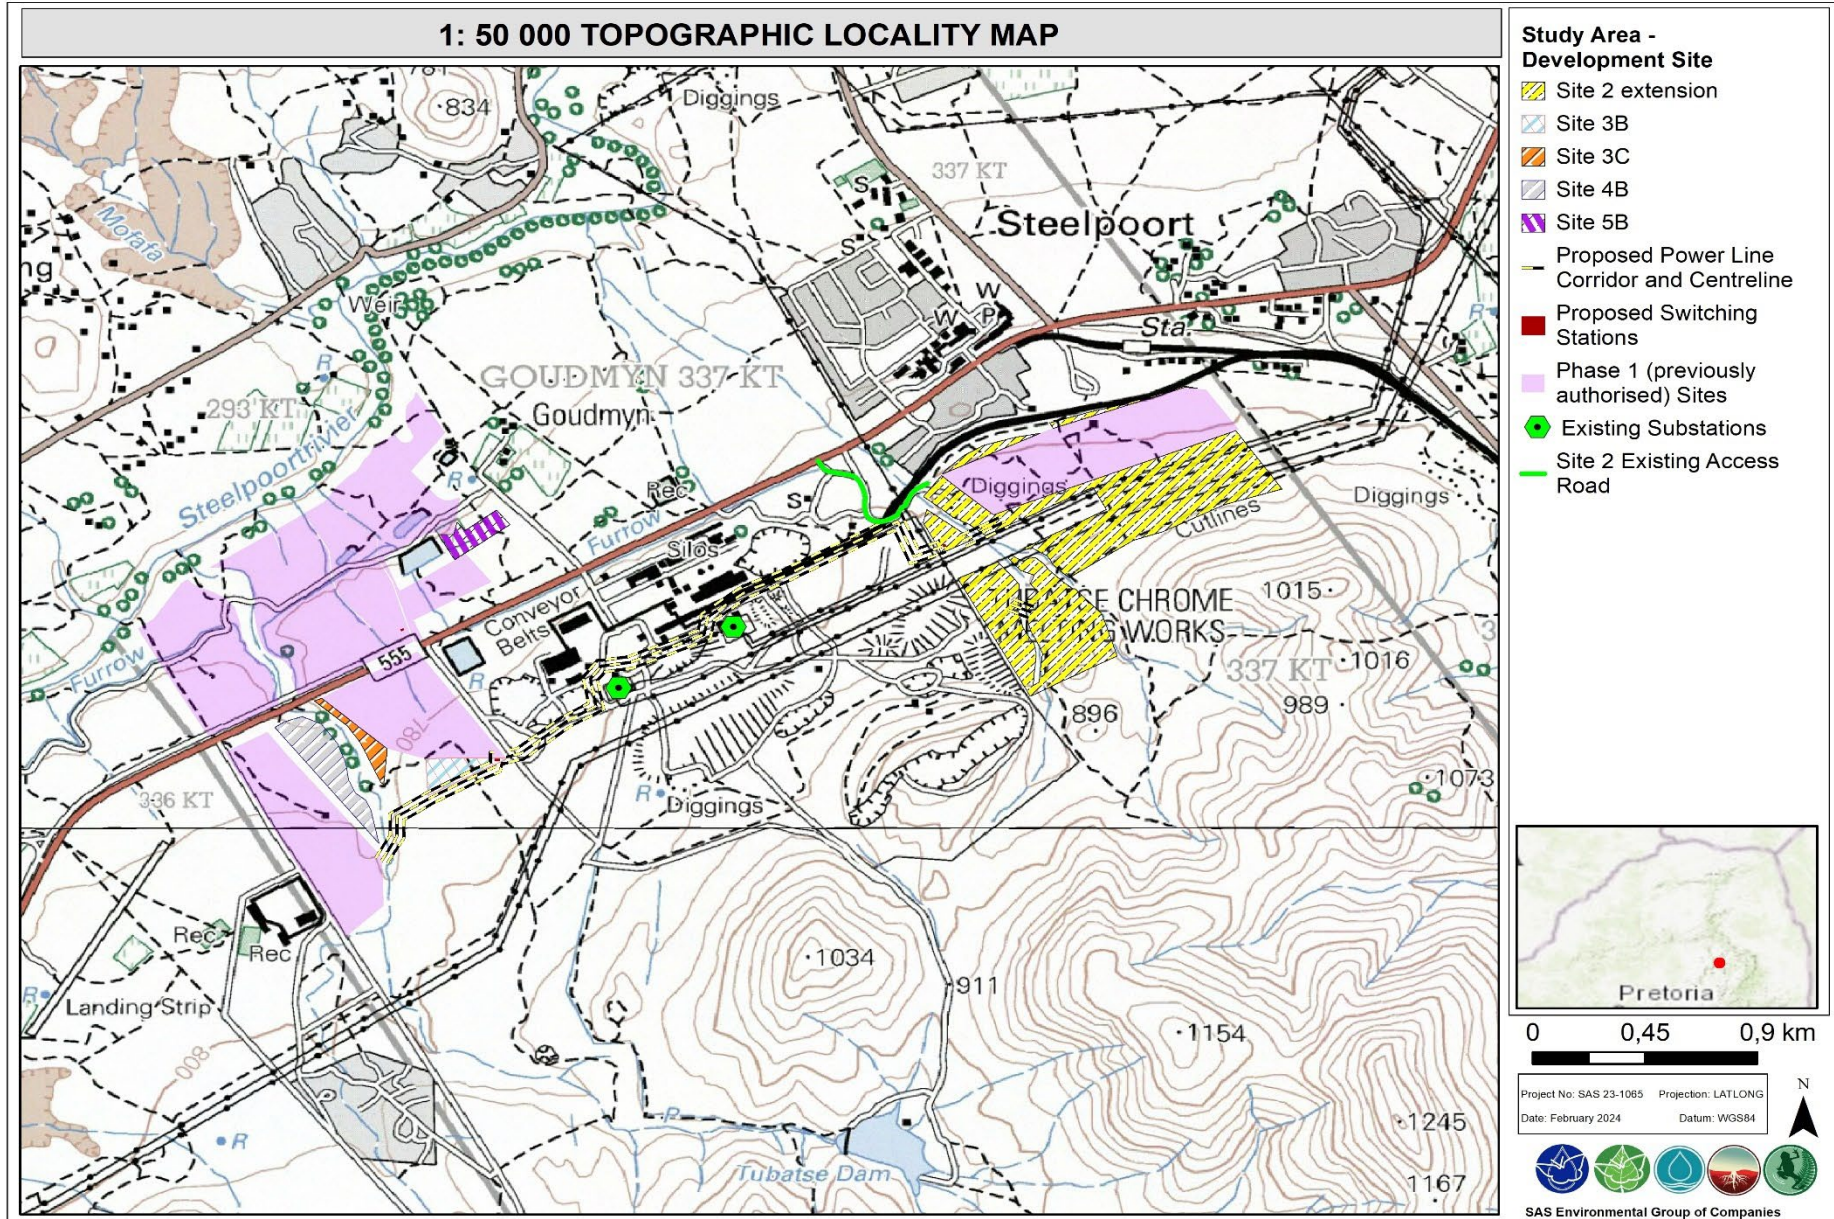 1: 50 000 TOPOGRAPHIC LOCALITY MAP
834
Diggings
337 KT
S
Steelpoort
Mofafa
ng
S
W
W
P
Sta.
Weir
R
R
GOUDMYN 337 KT
293 KT
Goudmyn
Steelpoortrivier
R
Rec
S
Diggings
Diggings
Cutlines
Furrow
Silos
Conveyor
Belts
CHROME
WORKS
1015
Furrow
555
R
337 KT
1016
989
896
780
1073
336 KT
R
Diggings
Rec
Rec
1034
911
R
Landing Strip
1154
800
R
R
1245
Tubatse Dam
1167
Study Area -
Development Site
Site 2 extension
Site 3B
Site 3C
Site 4B
Site 5B
Proposed Power Line
Corridor and Centreline
Proposed Switching
Stations
Phase 1 (previously
authorised) Sites
Existing Substations
Site 2 Existing Access
Road
Pretoria
0 0,45 0,9 km
Project No: SAS 23-1065 Projection: LATLONG
Date: February 2024 Datum: WGS84
N
SAS Environmental Group of Companies